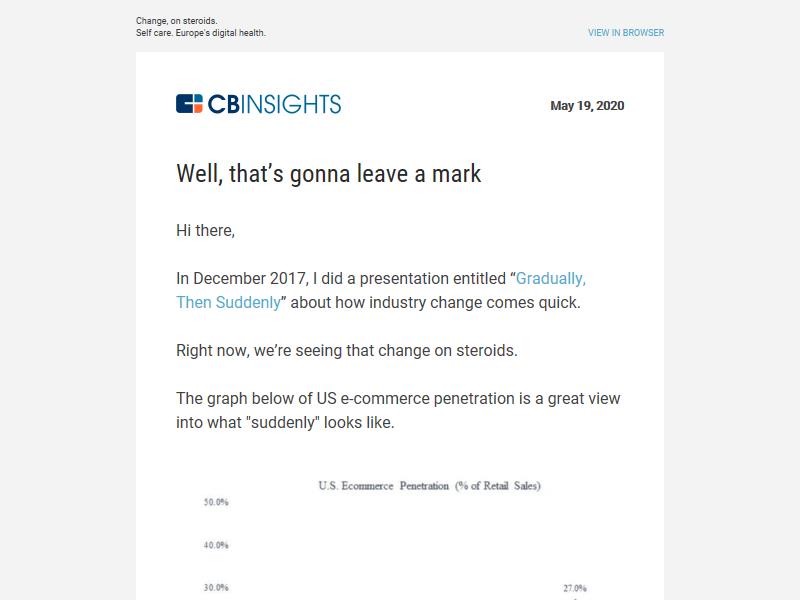 Change, on steroids.
Self care. Europe's digital health.
VIEW IN BROWSER
CBINSIGHTS
May 19, 2020
Well, that’s gonna leave a mark
Hi there,
In December 2017, I did a presentation entitled “Gradually,
Then Suddenly” about how industry change comes quick.
Right now, we’re seeing that change on steroids.
The graph below of US e-commerce penetration is a great view
into what "suddenly" looks like.
U.S. Ecommerce Penetration (% of Retail Sales)
50.0%
40.0%
30.0%
27.0%